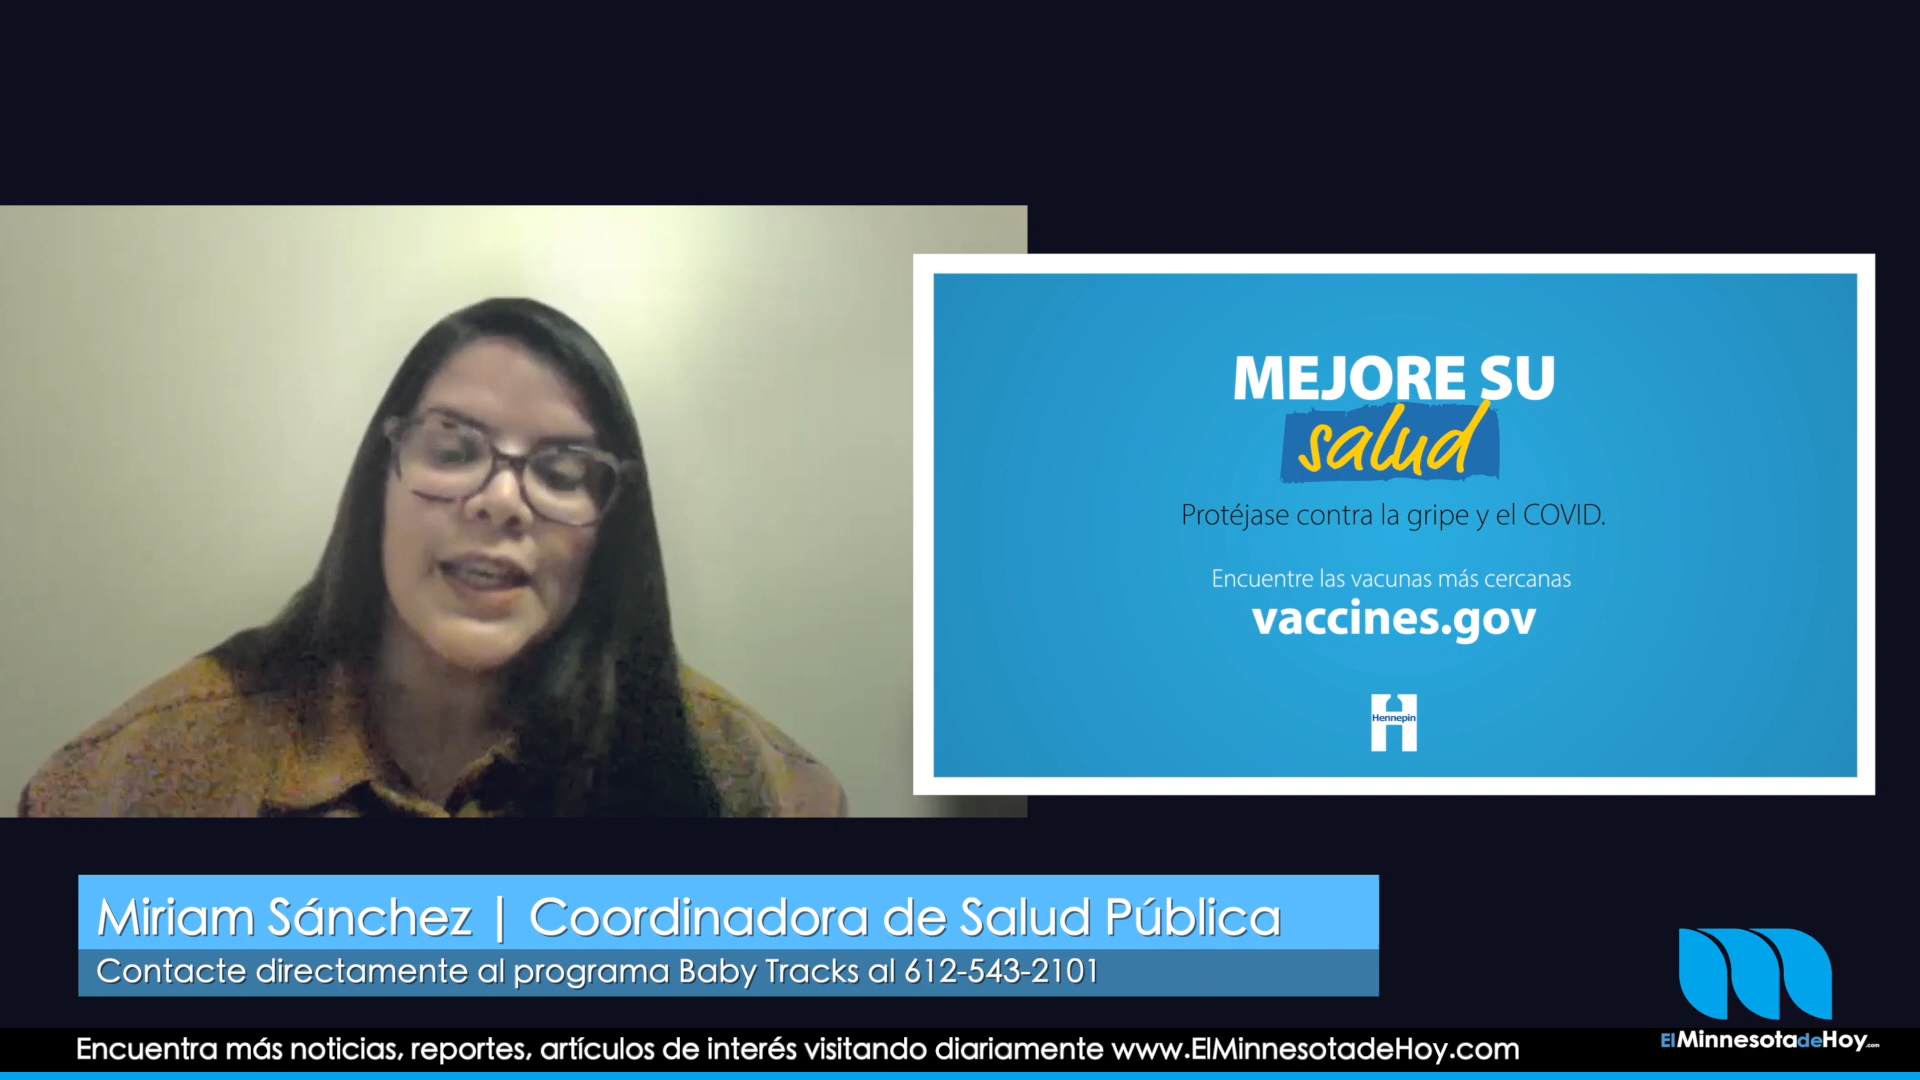 MEJORE SU
salud
Protéjase contra la gripe y el COVID.
Encuentre las vacunas más cercanas
vaccines.gov
Hennepin
Miriam Sánchez | Coordinadora de Salud Pública
Contacte directamente al programa Baby Tracks al 612-543-2101
ElMinnesotadeHoy.com
Encuentra más noticias, reportes, artículos de interés visitando diariamente www.ElMinnesotadeHoy.com